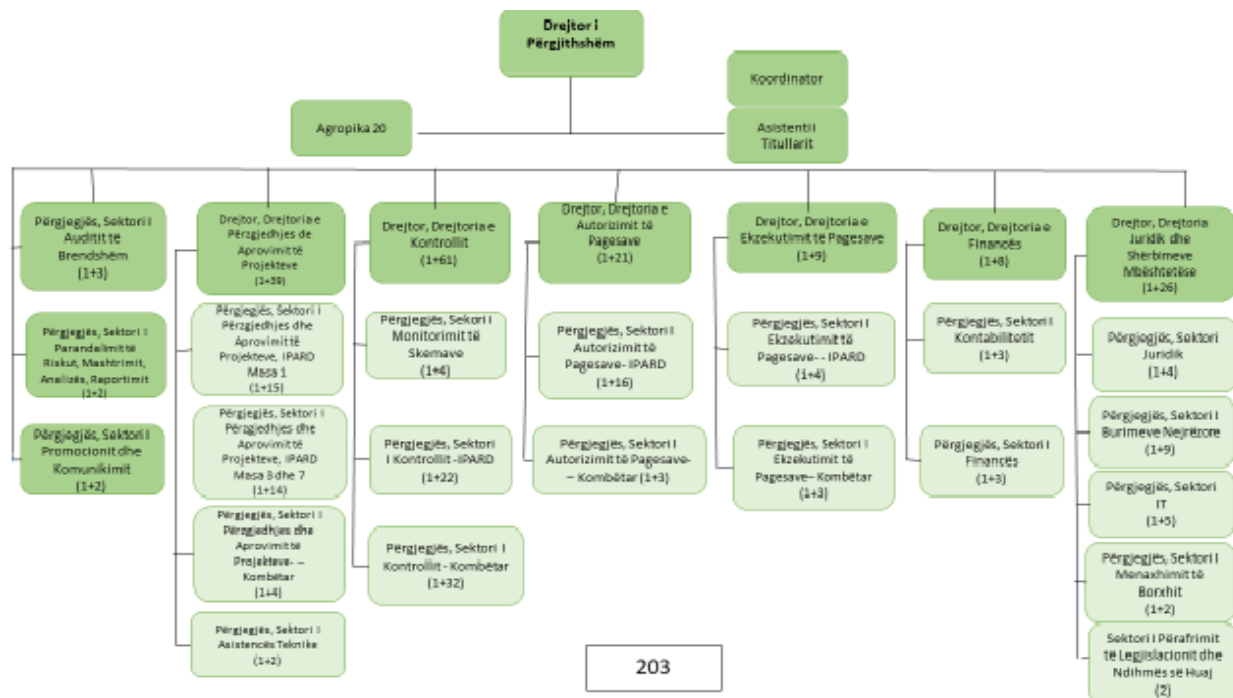 Drejtor i
Përgjithshëm
Koordinator
Agropika 20
Asistentii
Titullarit
Përgjegjës, Sektori I
Auditit të
Brendshëm
(1+3)
Përgjegjës, Sektori I
Parandalimit të
Riskut, Mashtrimit,
Analizës, Raportimit
(1+2)
Përgjegjës, Sektori I
Promocionit dhe
Komunikimit
(1+2)
Drejtor, Drejtoria e
Përzgjedhjes de
Aprovimit të
Projekteve
(1+39)
Përgjegjës, Sektori I
Përzgjedhjes dhe
Aprovimit të
Projekteve, IPARD
Masa 1
(1+15)
Përgjegjës, Sektori I
Përzgjedhjes dhe
Aprovimit të
Projekteve, IPARD
Masa 3 dhe 7
(1+14)
Përgjegjës, Sektori I
Përzgjedhjes dhe
Aprovimit të
Projekteve- –
Kombëtar
(1+4)
Përgjegjës, Sektori I
Asistencës Teknike
(1+2)
Drejtor, Drejtoria e
Kontrollit
(1+61)
Përgjegjës, Sekori I
Monitorimit të
Skemave
(1+4)
Përgjegjës, Sektori
I Kontrollit -IPARD
(1+22)
Përgjegjës, Sektori I
Kontrollit - Kombëtar
(1+32)
Drejtor, Drejtoria e
Autorizimit të
Pagesave
(1+21)
Përgjegjës, Sektori I
Autorizimit të
Pagesave- IPARD
(1+16)
Përgjegjës, Sektori I
Autorizimit të Pagesave-
– Kombëtar (1+3)
Drejtor, Drejtoria e
Ekzekutimit të Pagesave
(1+9)
Përgjegjës, Sektori I
Ekzekutimit të
Pagesave- - IPARD
(1+4)
Përgjegjës, Sektori I
Ekzekutimit të
Pagesave– Kombëtar
(1+3)
Drejtor, Drejtoria e
Financës
(1+8)
Përgjegjës, Sektori I
Kontabilitetit
(1+3)
Përgjegjës, Sektori I
Financës
(1+3)
Drejtor, Drejtoria
Juridik dhe
Shërbimeve
Mbështetëse
(1+26)
Përgjegjës, Sektori
Juridik
(1+4)
Përgjegjës, Sektori I
Burimeve Nejrëzore
(1+9)
Përgjegjës, Sektori
IT
(1+5)
Përgjegjës, Sektori I
Menaxhimit të
Borxhit
(1+2)
Sektori I Përafrimit
të Legjislacionit dhe
Ndihmës së Huaj
(2)
203